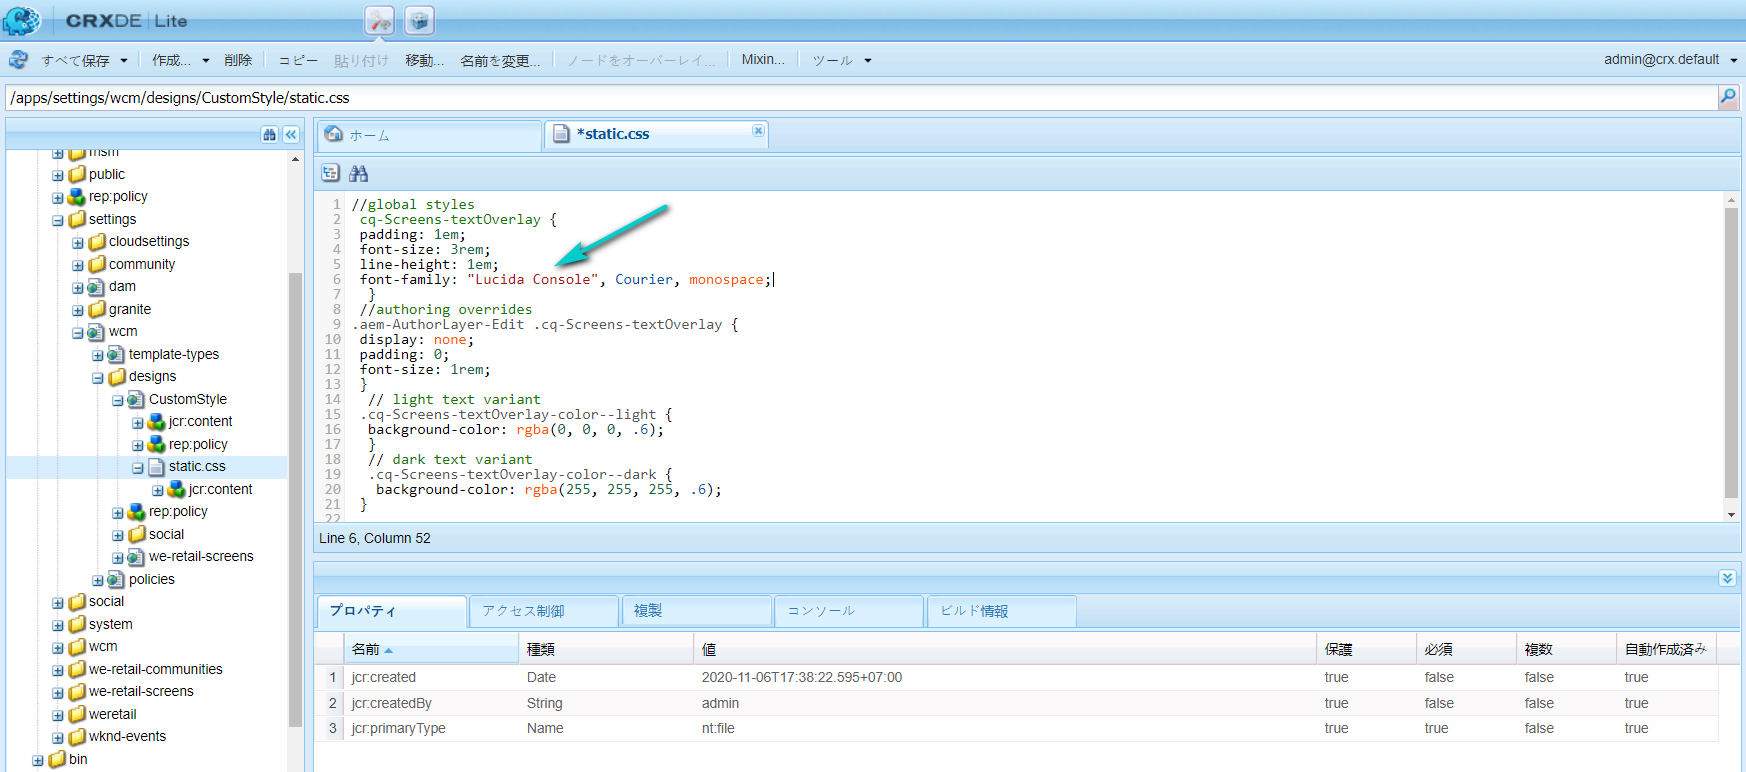 CRXDE | Lite
すべて保存 作成... 削除 コピー 貼り付け 移動... 名前を変更... ノードをオーバーレイ... Mixin... ツール admin@crx.default
/apps/settings/wcm/designs/CustomStyle/static.css
msm
public
rep:policy
settings
cloudsettings
community
dam
granite
wcm
template-types
designs
CustomStyle
jcr:content
rep:policy
static.css
jcr:content
rep:policy
social
we-retail-screens
policies
social
system
wcm
we-retail-communities
we-retail-screens
weretail
wknd-events
bin
ホーム *static.css
1 //global styles
2 cq-Screens-textOverlay {
3 padding: 1em;
4 font-size: 3rem;
5 line-height: 1em;
6 font-family: "Lucida Console", Courier, monospace;
7 }
8 //authoring overrides
9 .aem-AuthorLayer-Edit .cq-Screens-textOverlay {
10 display: none;
11 padding: 0;
12 font-size: 1rem;
13 }
14 // light text variant
15 .cq-Screens-textOverlay-color--light {
16 background-color: rgba(0, 0, 0, .6);
17 }
18 // dark text variant
19 .cq-Screens-textOverlay-color--dark {
20 background-color: rgba(255, 255, 255, .6);
21 }
22
Line 6, Column 52
プロパティ アクセス制御 複製 コンソール ビルド情報
名前 種類 値 保護 必須 複数 自動作成済み
1 jcr:created Date 2020-11-06T17:38:22.595+07:00 true false false true
2 jcr:createdBy String admin true false false true
3 jcr:primaryType Name nt:file true true false true